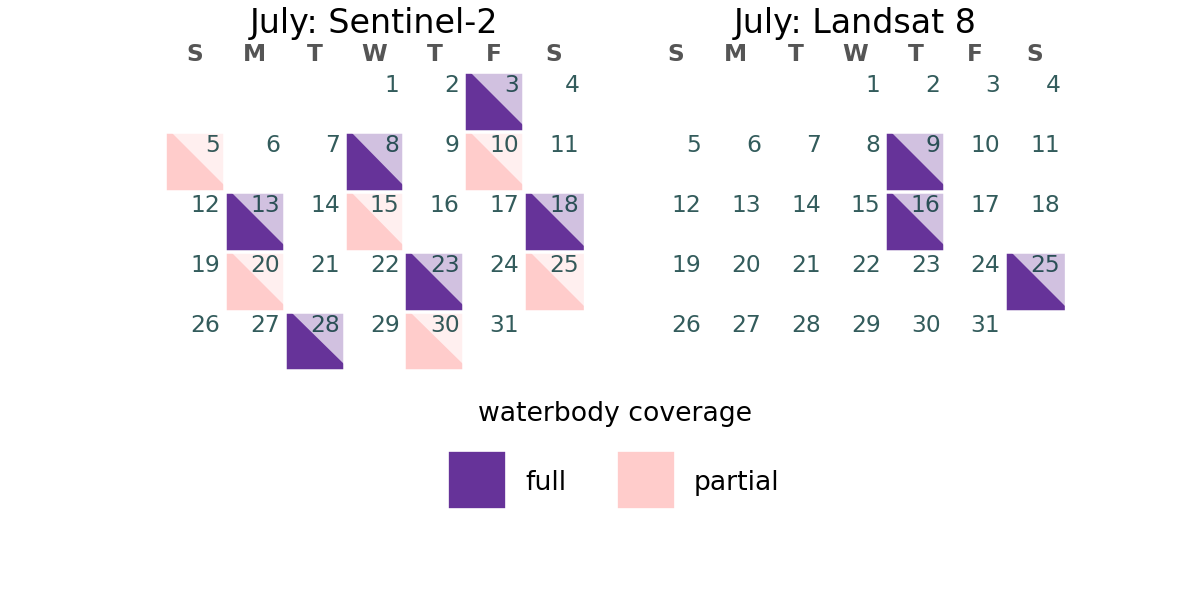 July: Sentinel-2
S M T W T F S
1 2 3 4
5 6 7 8 9 10 11
12 13 14 15 16 17 18
19 20 21 22 23 24 25
26 27 28 29 30 31
July: Landsat 8
S M T W T F S
1 2 3 4
5 6 7 8 9 10 11
12 13 14 15 16 17 18
19 20 21 22 23 24 25
26 27 28 29 30 31
waterbody coverage
full partial